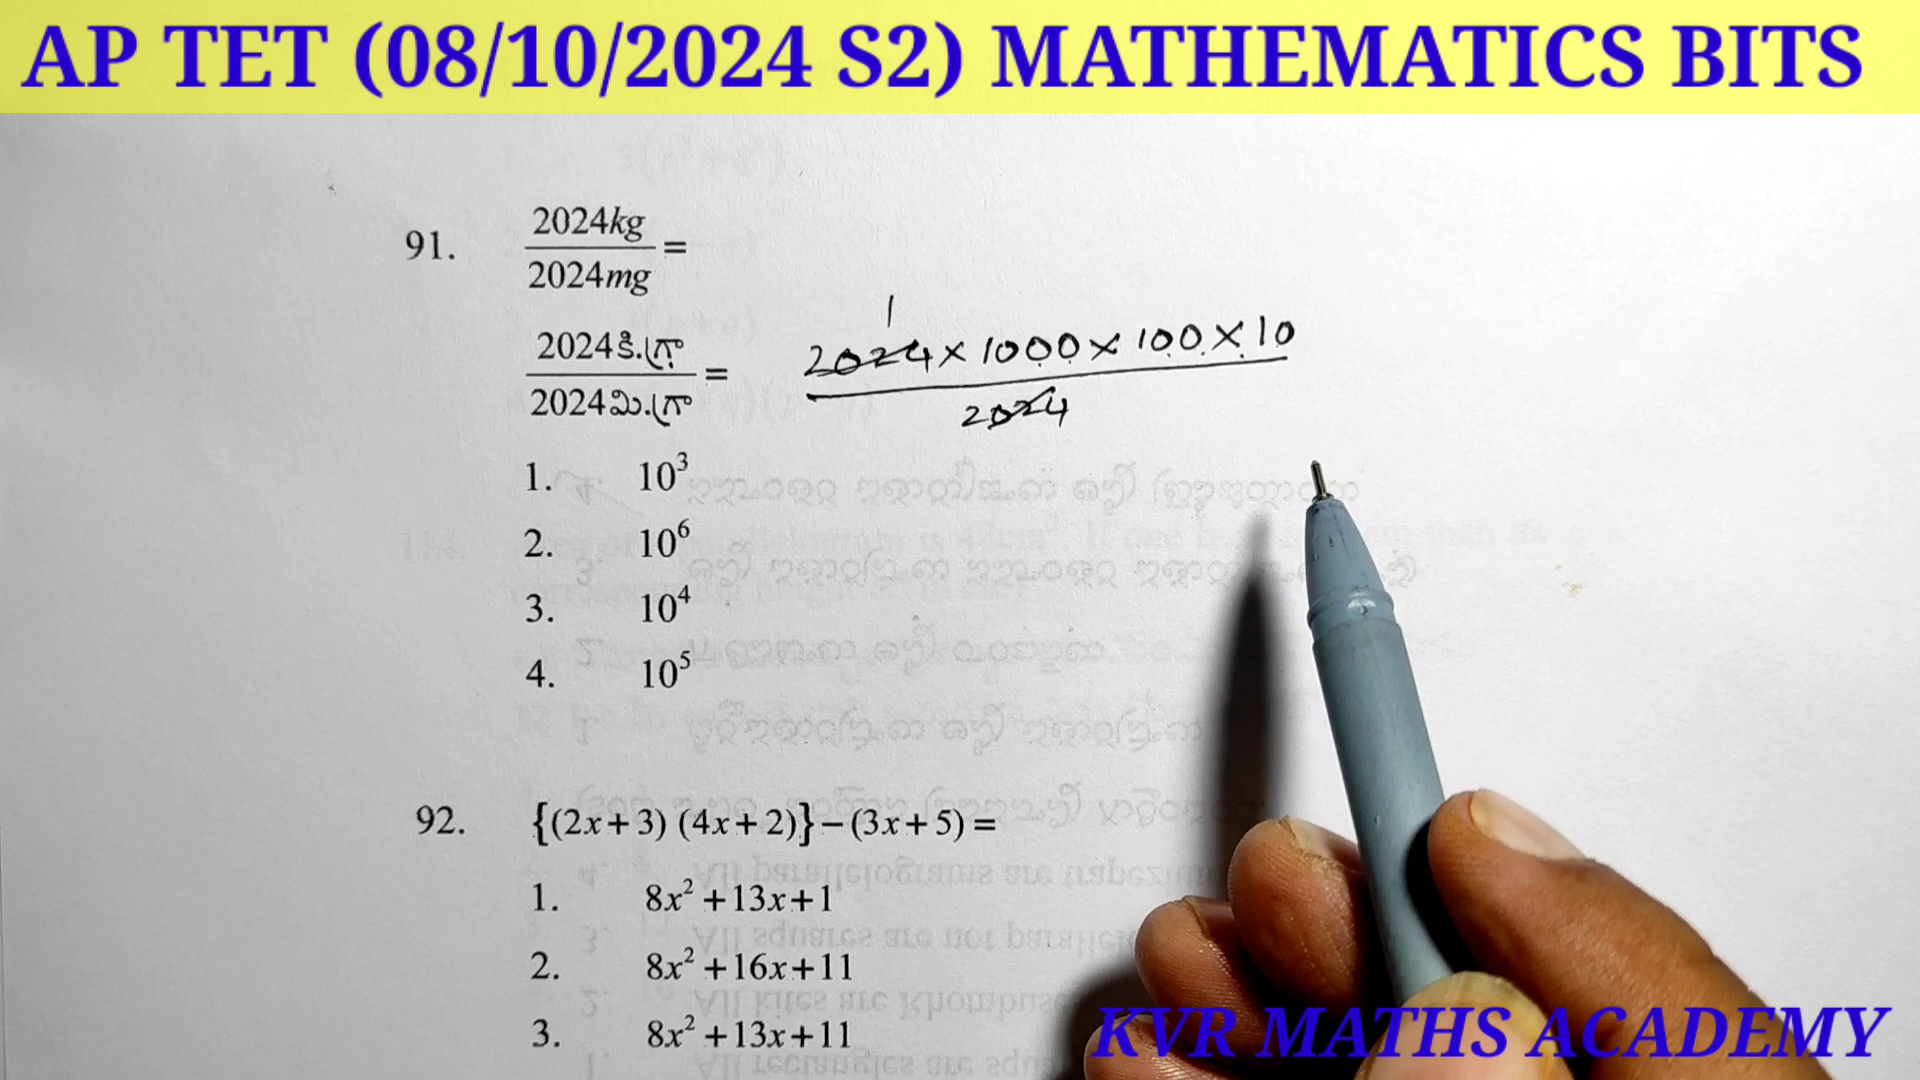 AP TET (08/10/2024 S2) MATHEMATICS BITS
91. 2024kg
2024mg =
2024కి.గ్రా
2024మి.గ్రా =
1
2024 × 1000 × 100 × 10
2024
1. 10³
2. 10⁶
3. 10⁴
4. 10⁵
92. {(2x+3) (4x+2)}–(3x+5) =
1. 8x² +13x+1
2. 8x² +16x+11
3. 8x² +13x+11
KVR MATHS ACADEMY